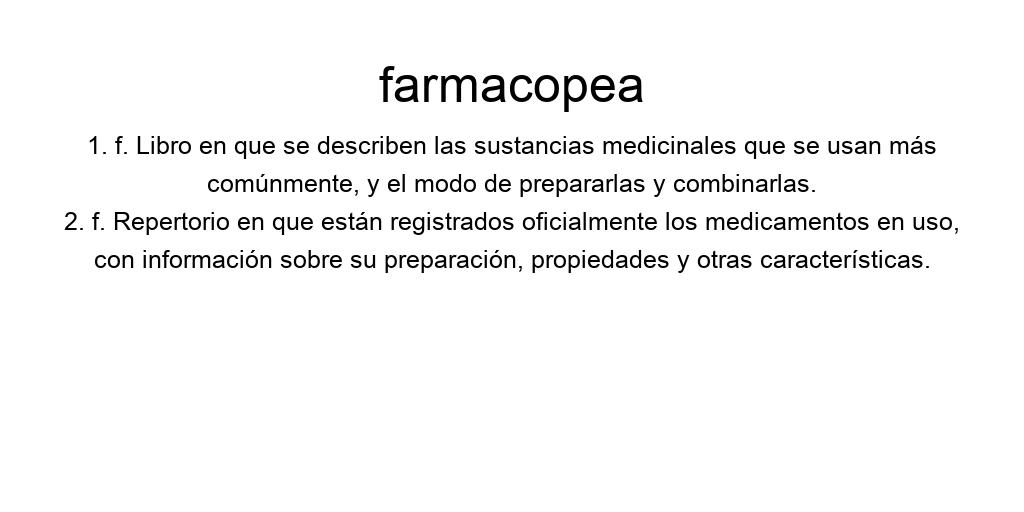 farmacopea
1. f. Libro en que se describen las sustancias medicinales que se usan más
comúnmente, y el modo de prepararlas y combinarlas.
2. f. Repertorio en que están registrados oficialmente los medicamentos en uso,
con información sobre su preparación, propiedades y otras características.